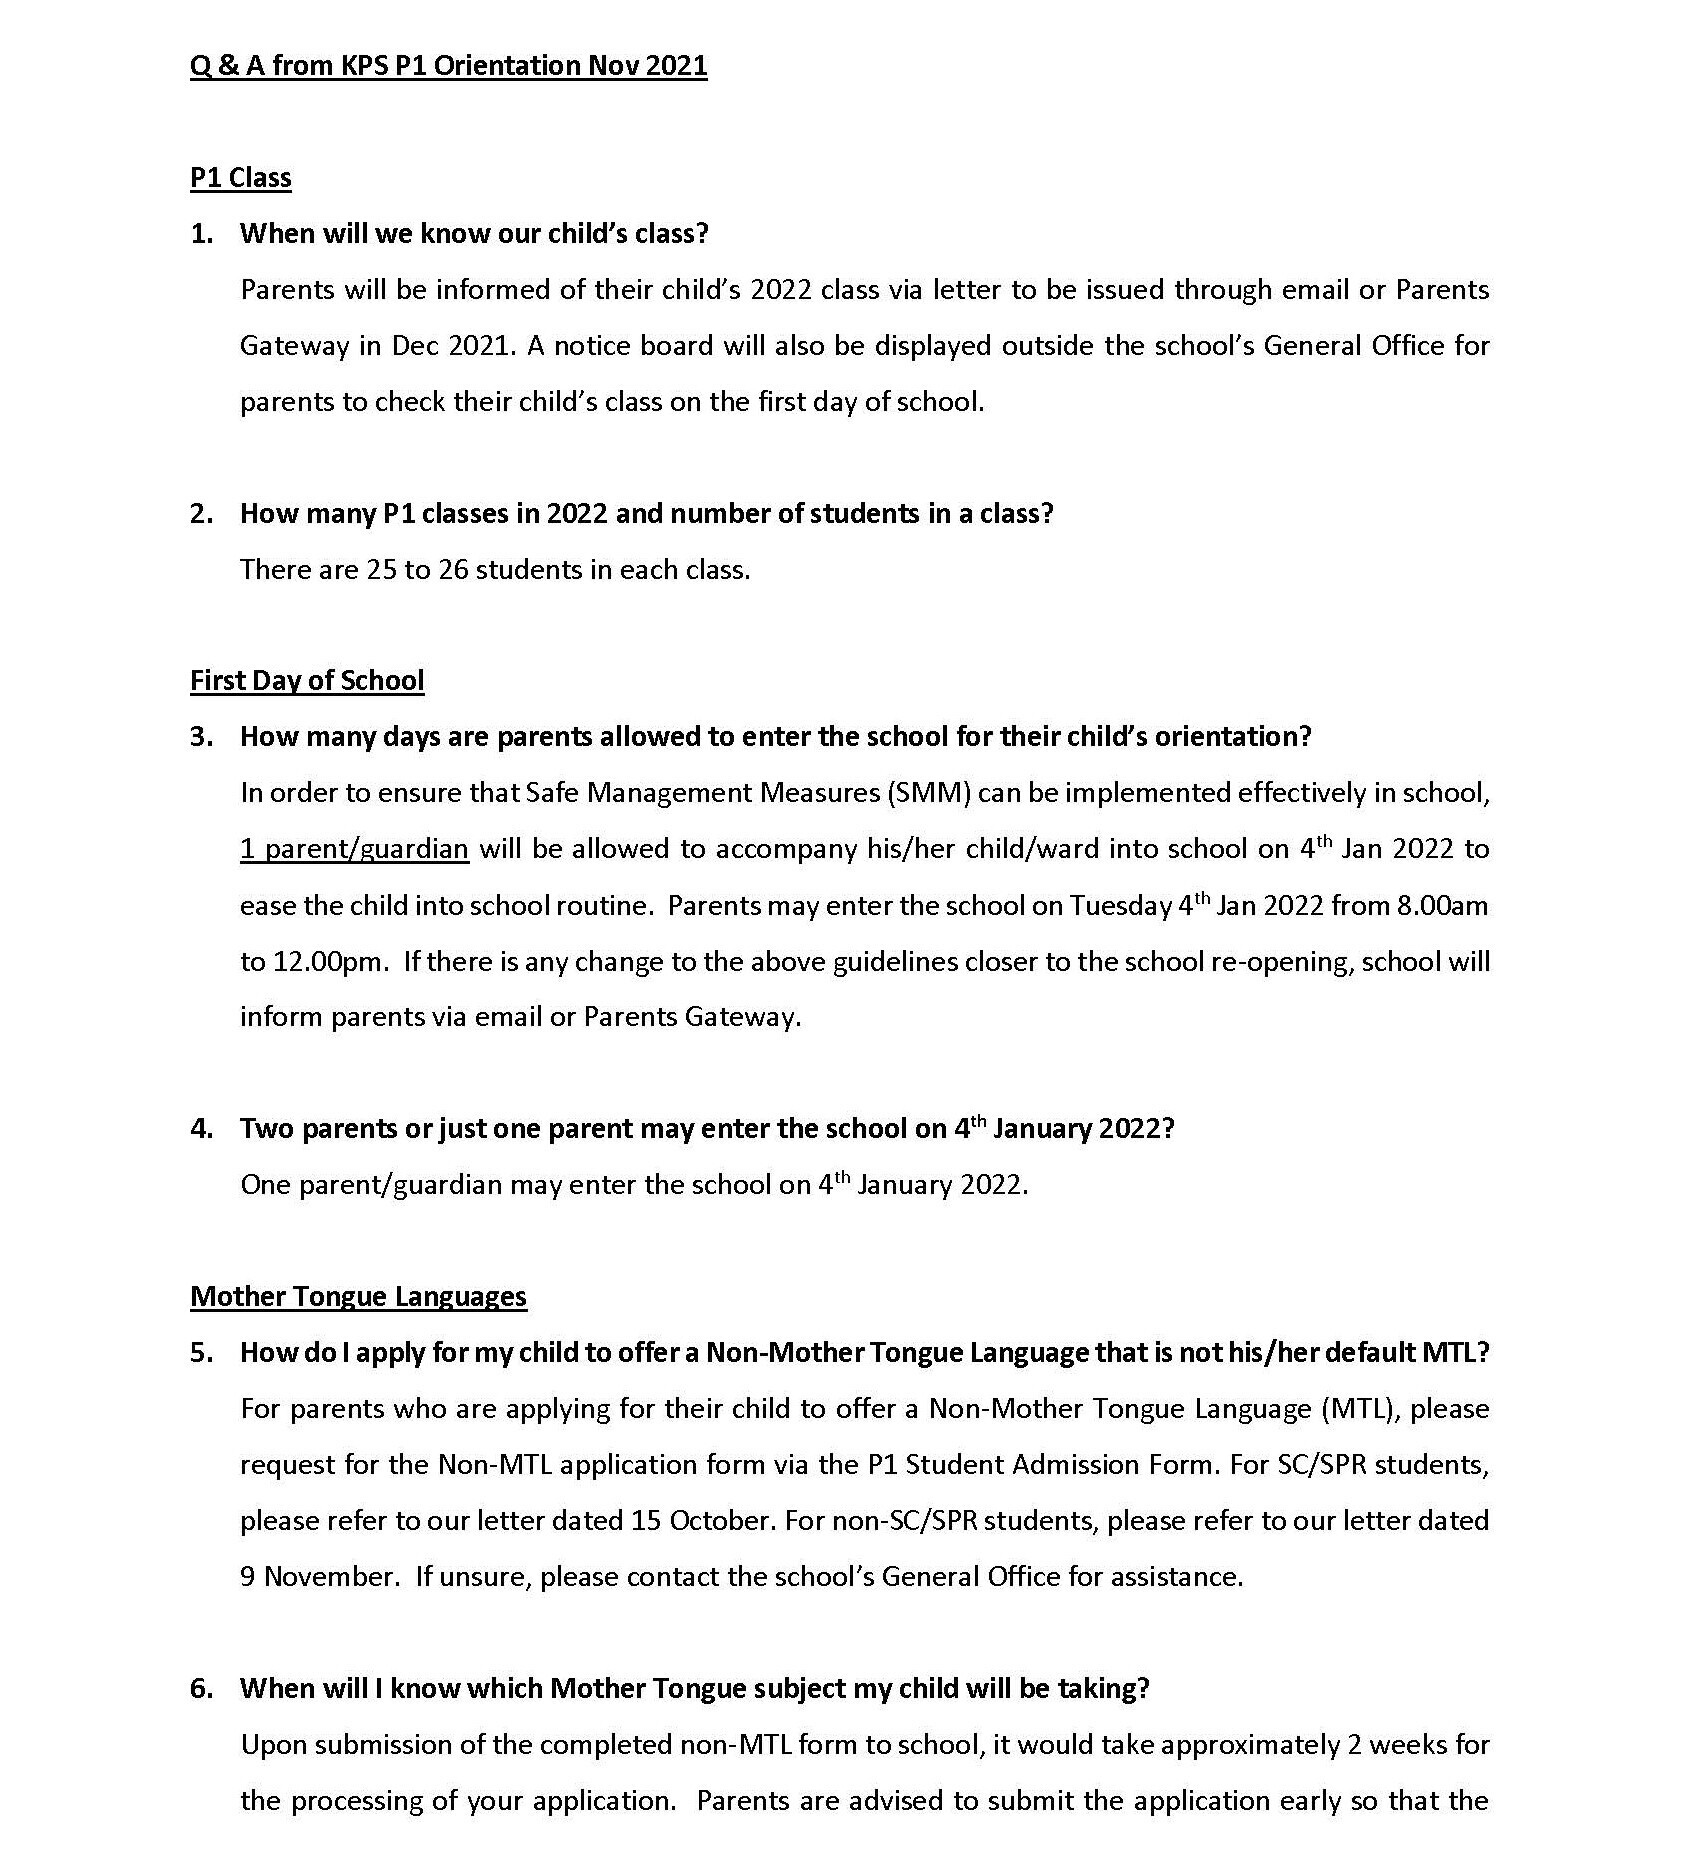 Q & A from KPS P1 Orientation Nov 2021
P1 Class
1. When will we know our child’s class?
Parents will be informed of their child’s 2022 class via letter to be issued through email or Parents
Gateway in Dec 2021. A notice board will also be displayed outside the school’s General Office for
parents to check their child’s class on the first day of school.
2. How many P1 classes in 2022 and number of students in a class?
There are 25 to 26 students in each class.
First Day of School
3. How many days are parents allowed to enter the school for their child’s orientation?
In order to ensure that Safe Management Measures (SMM) can be implemented effectively in school,
1 parent/guardian will be allowed to accompany his/her child/ward into school on 4th Jan 2022 to
ease the child into school routine. Parents may enter the school on Tuesday 4th Jan 2022 from 8.00am
to 12.00pm. If there is any change to the above guidelines closer to the school re-opening, school will
inform parents via email or Parents Gateway.
4. Two parents or just one parent may enter the school on 4th January 2022?
One parent/guardian may enter the school on 4th January 2022.
Mother Tongue Languages
5. How do I apply for my child to offer a Non-Mother Tongue Language that is not his/her default MTL?
For parents who are applying for their child to offer a Non-Mother Tongue Language (MTL), please
request for the Non-MTL application form via the P1 Student Admission Form. For SC/SPR students,
please refer to our letter dated 15 October. For non-SC/SPR students, please refer to our letter dated
9 November. If unsure, please contact the school’s General Office for assistance.
6. When will I know which Mother Tongue subject my child will be taking?
Upon submission of the completed non-MTL form to school, it would take approximately 2 weeks for
the processing of your application. Parents are advised to submit the application early so that the